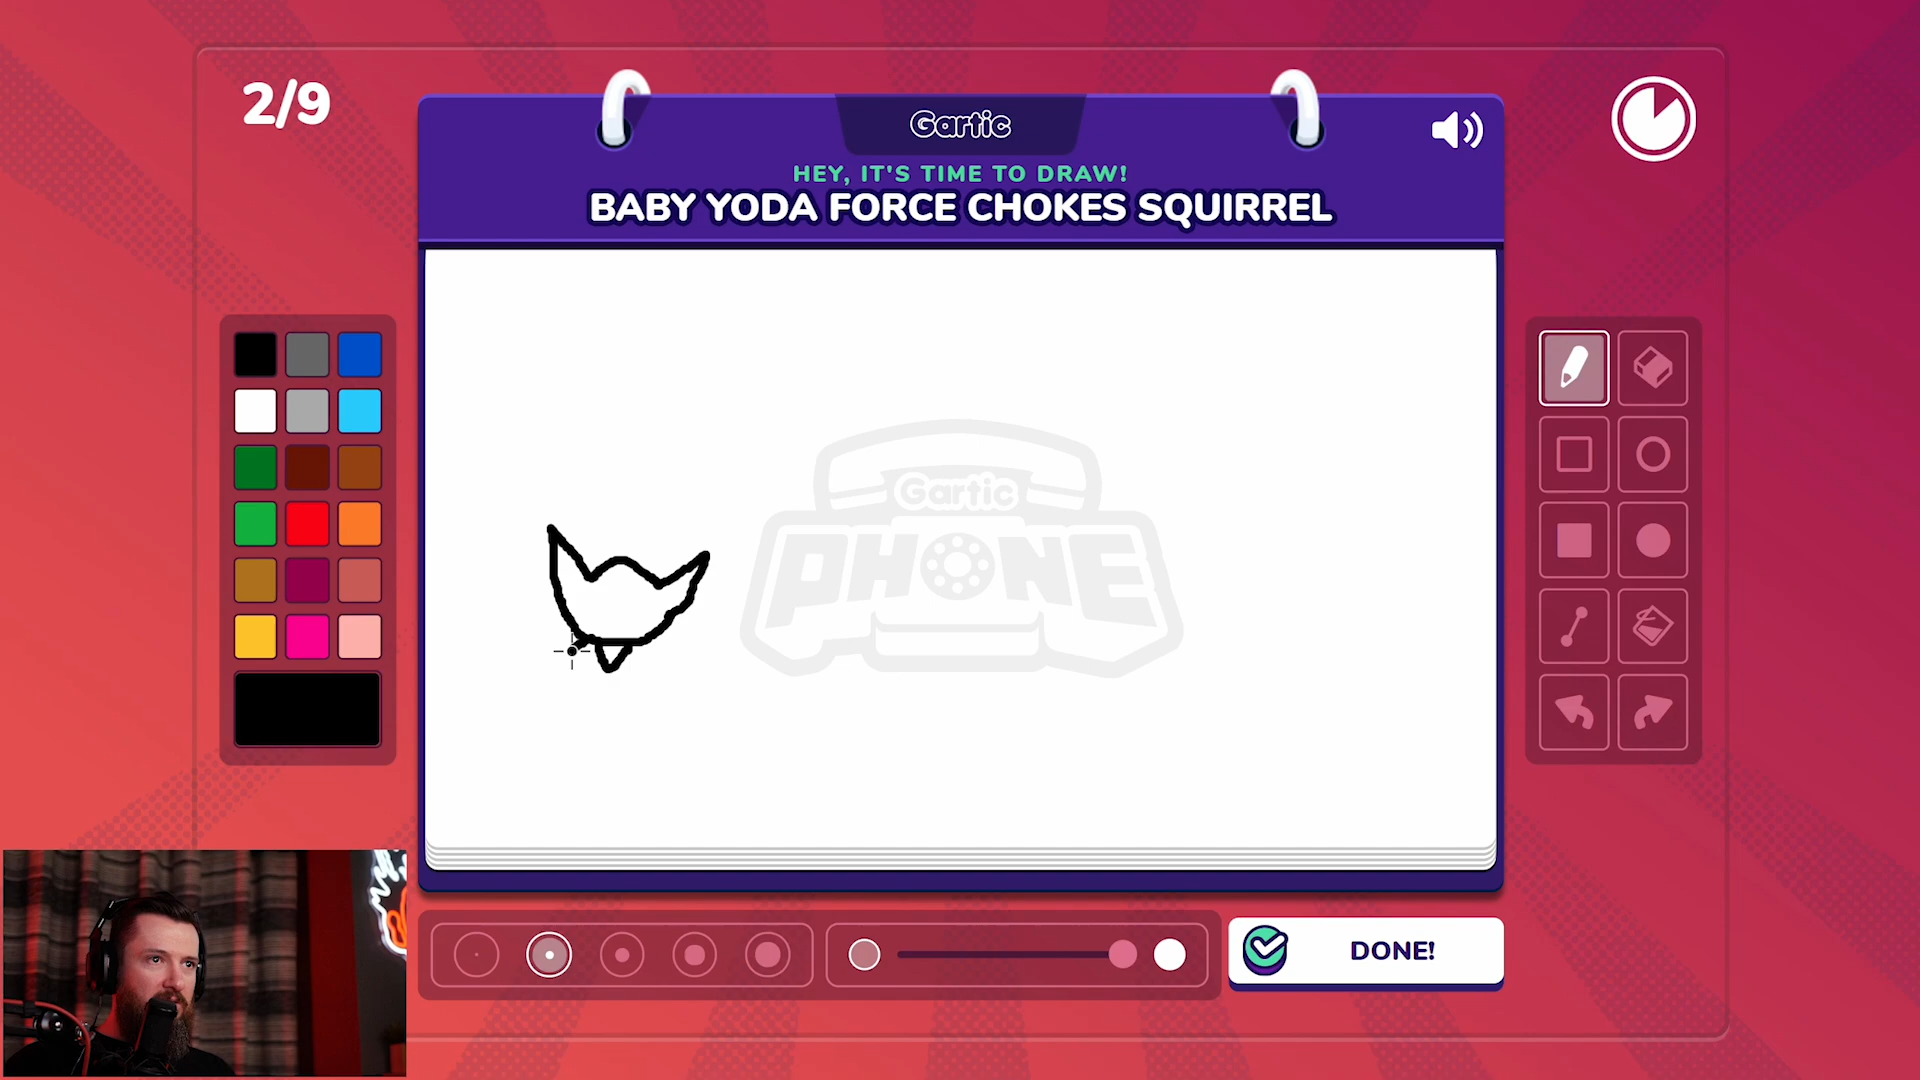 2/9
Gartic
HEY, IT'S TIME TO DRAW!
BABY YODA FORCE CHOKES SQUIRREL
Gartic
PHONE
DONE!